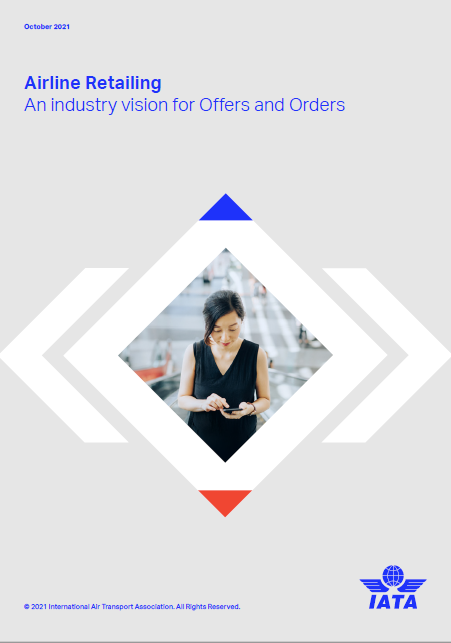 October 2021
Airline Retailing
An industry vision for Offers and Orders
IATA
© 2021 International Air Transport Association. All Rights Reserved.